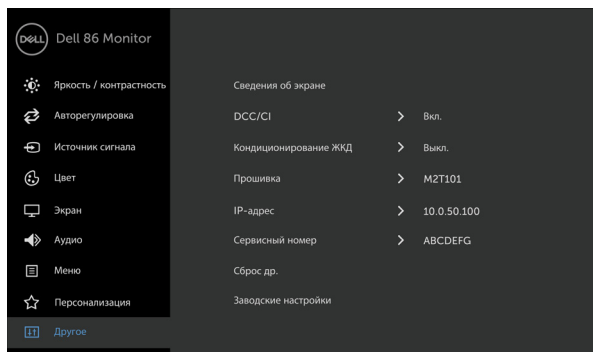 DELL Dell 86 Monitor
Яркость / контрастность Сведения об экране
Авторегулировка DCC/CI Вкл.
Источник сигнала Кондиционирование ЖКД Выкл.
Цвет Прошивка M2T101
Экран IP-адрес 10.0.50.100
Аудио Сервисный номер ABCDEFG
Меню Сброс др.
Персонализация Заводские настройки
Другое